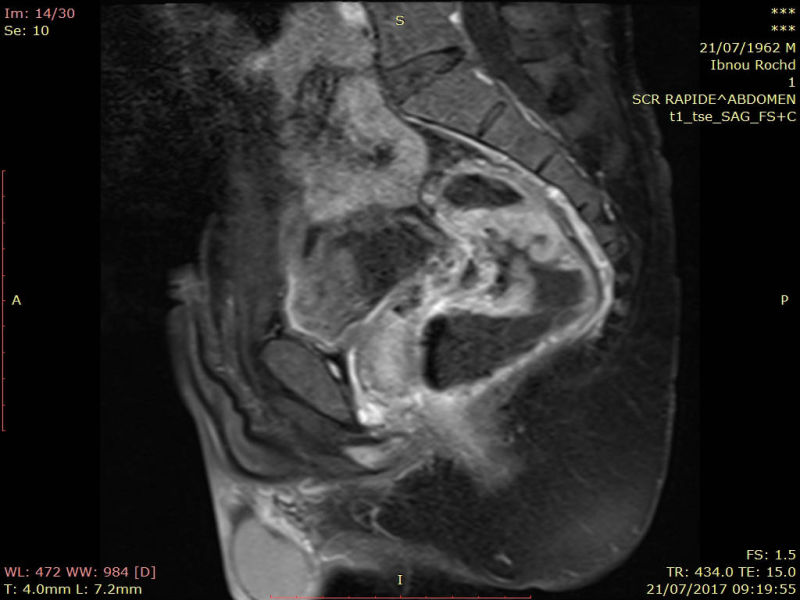 Im: 14/30
Se: 10
S
***
***
21/07/1962 M
Ibnou Rochd
1
SCR RAPIDE^ABDOMEN
t1_tse_SAG_FS+C
A
P
WL: 472 WW: 984 [D]
T: 4.0mm L: 7.2mm
I
FS: 1.5
TR: 434.0 TE: 15.0
21/07/2017 09:19:55